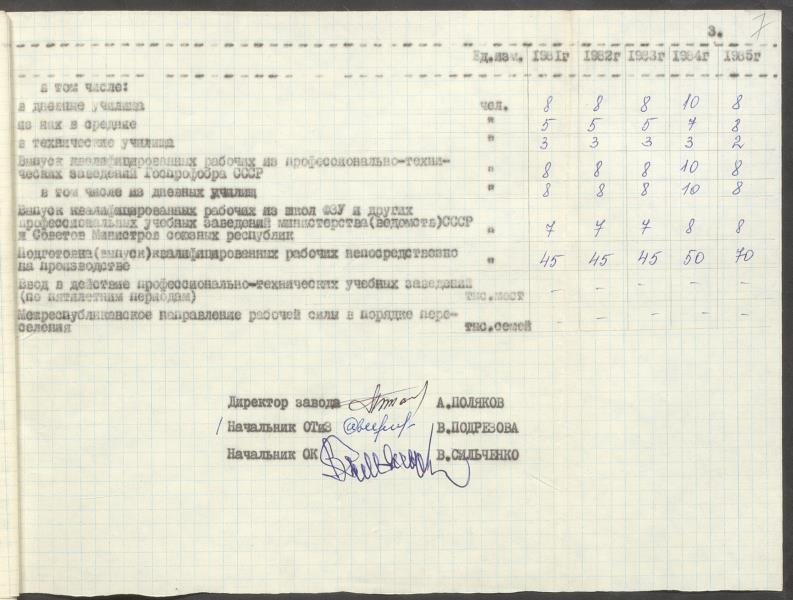 3. 7
Ед.изм. 1981г 1982г 1983г 1984г 1985г
в том числе:
в дневные училища чел. 8 8 8 10 8
из них в средние " 5 5 5 7 8
в технические училища " 3 3 3 3 2
Выпуск квалифицированных рабочих из профессионально-техни-
ческих заведений Госпрофобра СССР " 8 8 8 10 8
в том числе из дневных училищ " 8 8 8 10 8
Выпуск квалифицированных рабочих из школ ФЗУ и других
профессиональных учебных заведений министерства(ведомств)СССР
и Советов Министров союзных республик " 7 7 7 8 8
Подготовка(выпуск)квалифицированных рабочих непосредственно
на производстве " 45 45 45 50 70
Ввод в действие профессионально-технических учебных заведений
(по пятилетним периодам) тыс.мест - - - - -
Межреспубликанское направление рабочей силы в порядке пере-
селения тыс.семей - - - - -
Директор завода А.ПОЛЯКОВ
Начальник ОТиЗ В.ПОДРЕЗОВА
Начальник ОК В.СИЛЬЧЕНКО